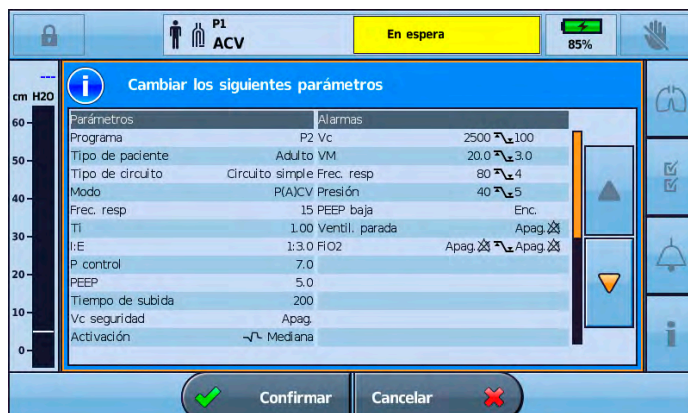 P1
ACV
En espera
85%
---
cm H2O
60
50
40
30
20
10
0
Cambiar los siguientes parámetros
Parámetros Alarmas
Programa P2 Vc 2500 100
Tipo de paciente Adulto VM 20.0 3.0
Tipo de circuito Circuito simple Frec. resp 80 4
Modo P(A)CV Presión 40 5
Frec. resp 15 PEEP baja Enc.
Ti 1.00 Ventil. parada Apag.
I:E 1:3.0 FiO2 Apag. Apag.
P control 7.0
PEEP 5.0
Tiempo de subida 200
Vc seguridad Apag.
Activación Mediana
Confirmar Cancelar